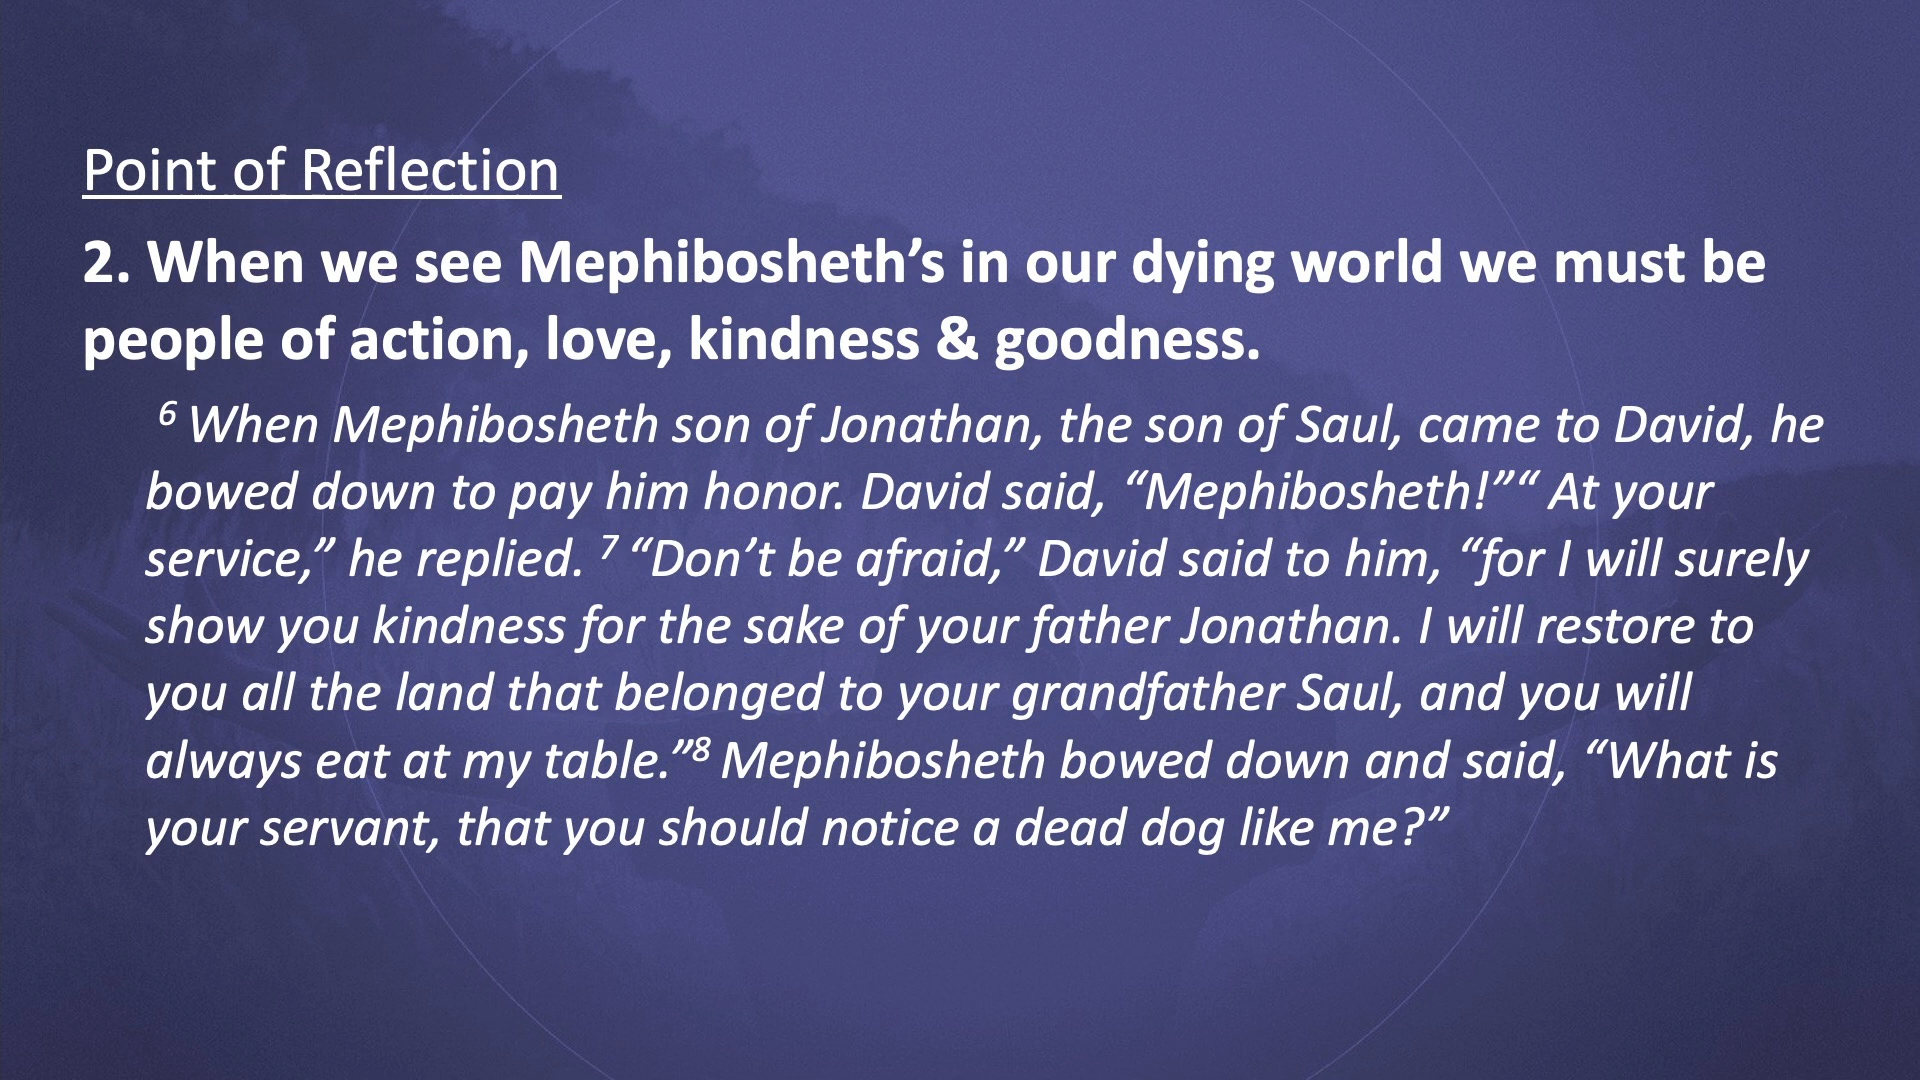 Point of Reflection
2. When we see Mephibosheth’s in our dying world we must be
people of action, love, kindness & goodness.
⁶ When Mephibosheth son of Jonathan, the son of Saul, came to David, he
bowed down to pay him honor. David said, “Mephibosheth!”“ At your
service,” he replied. ⁷ “Don’t be afraid,” David said to him, “for I will surely
show you kindness for the sake of your father Jonathan. I will restore to
you all the land that belonged to your grandfather Saul, and you will
always eat at my table.”⁸ Mephibosheth bowed down and said, “What is
your servant, that you should notice a dead dog like me?”